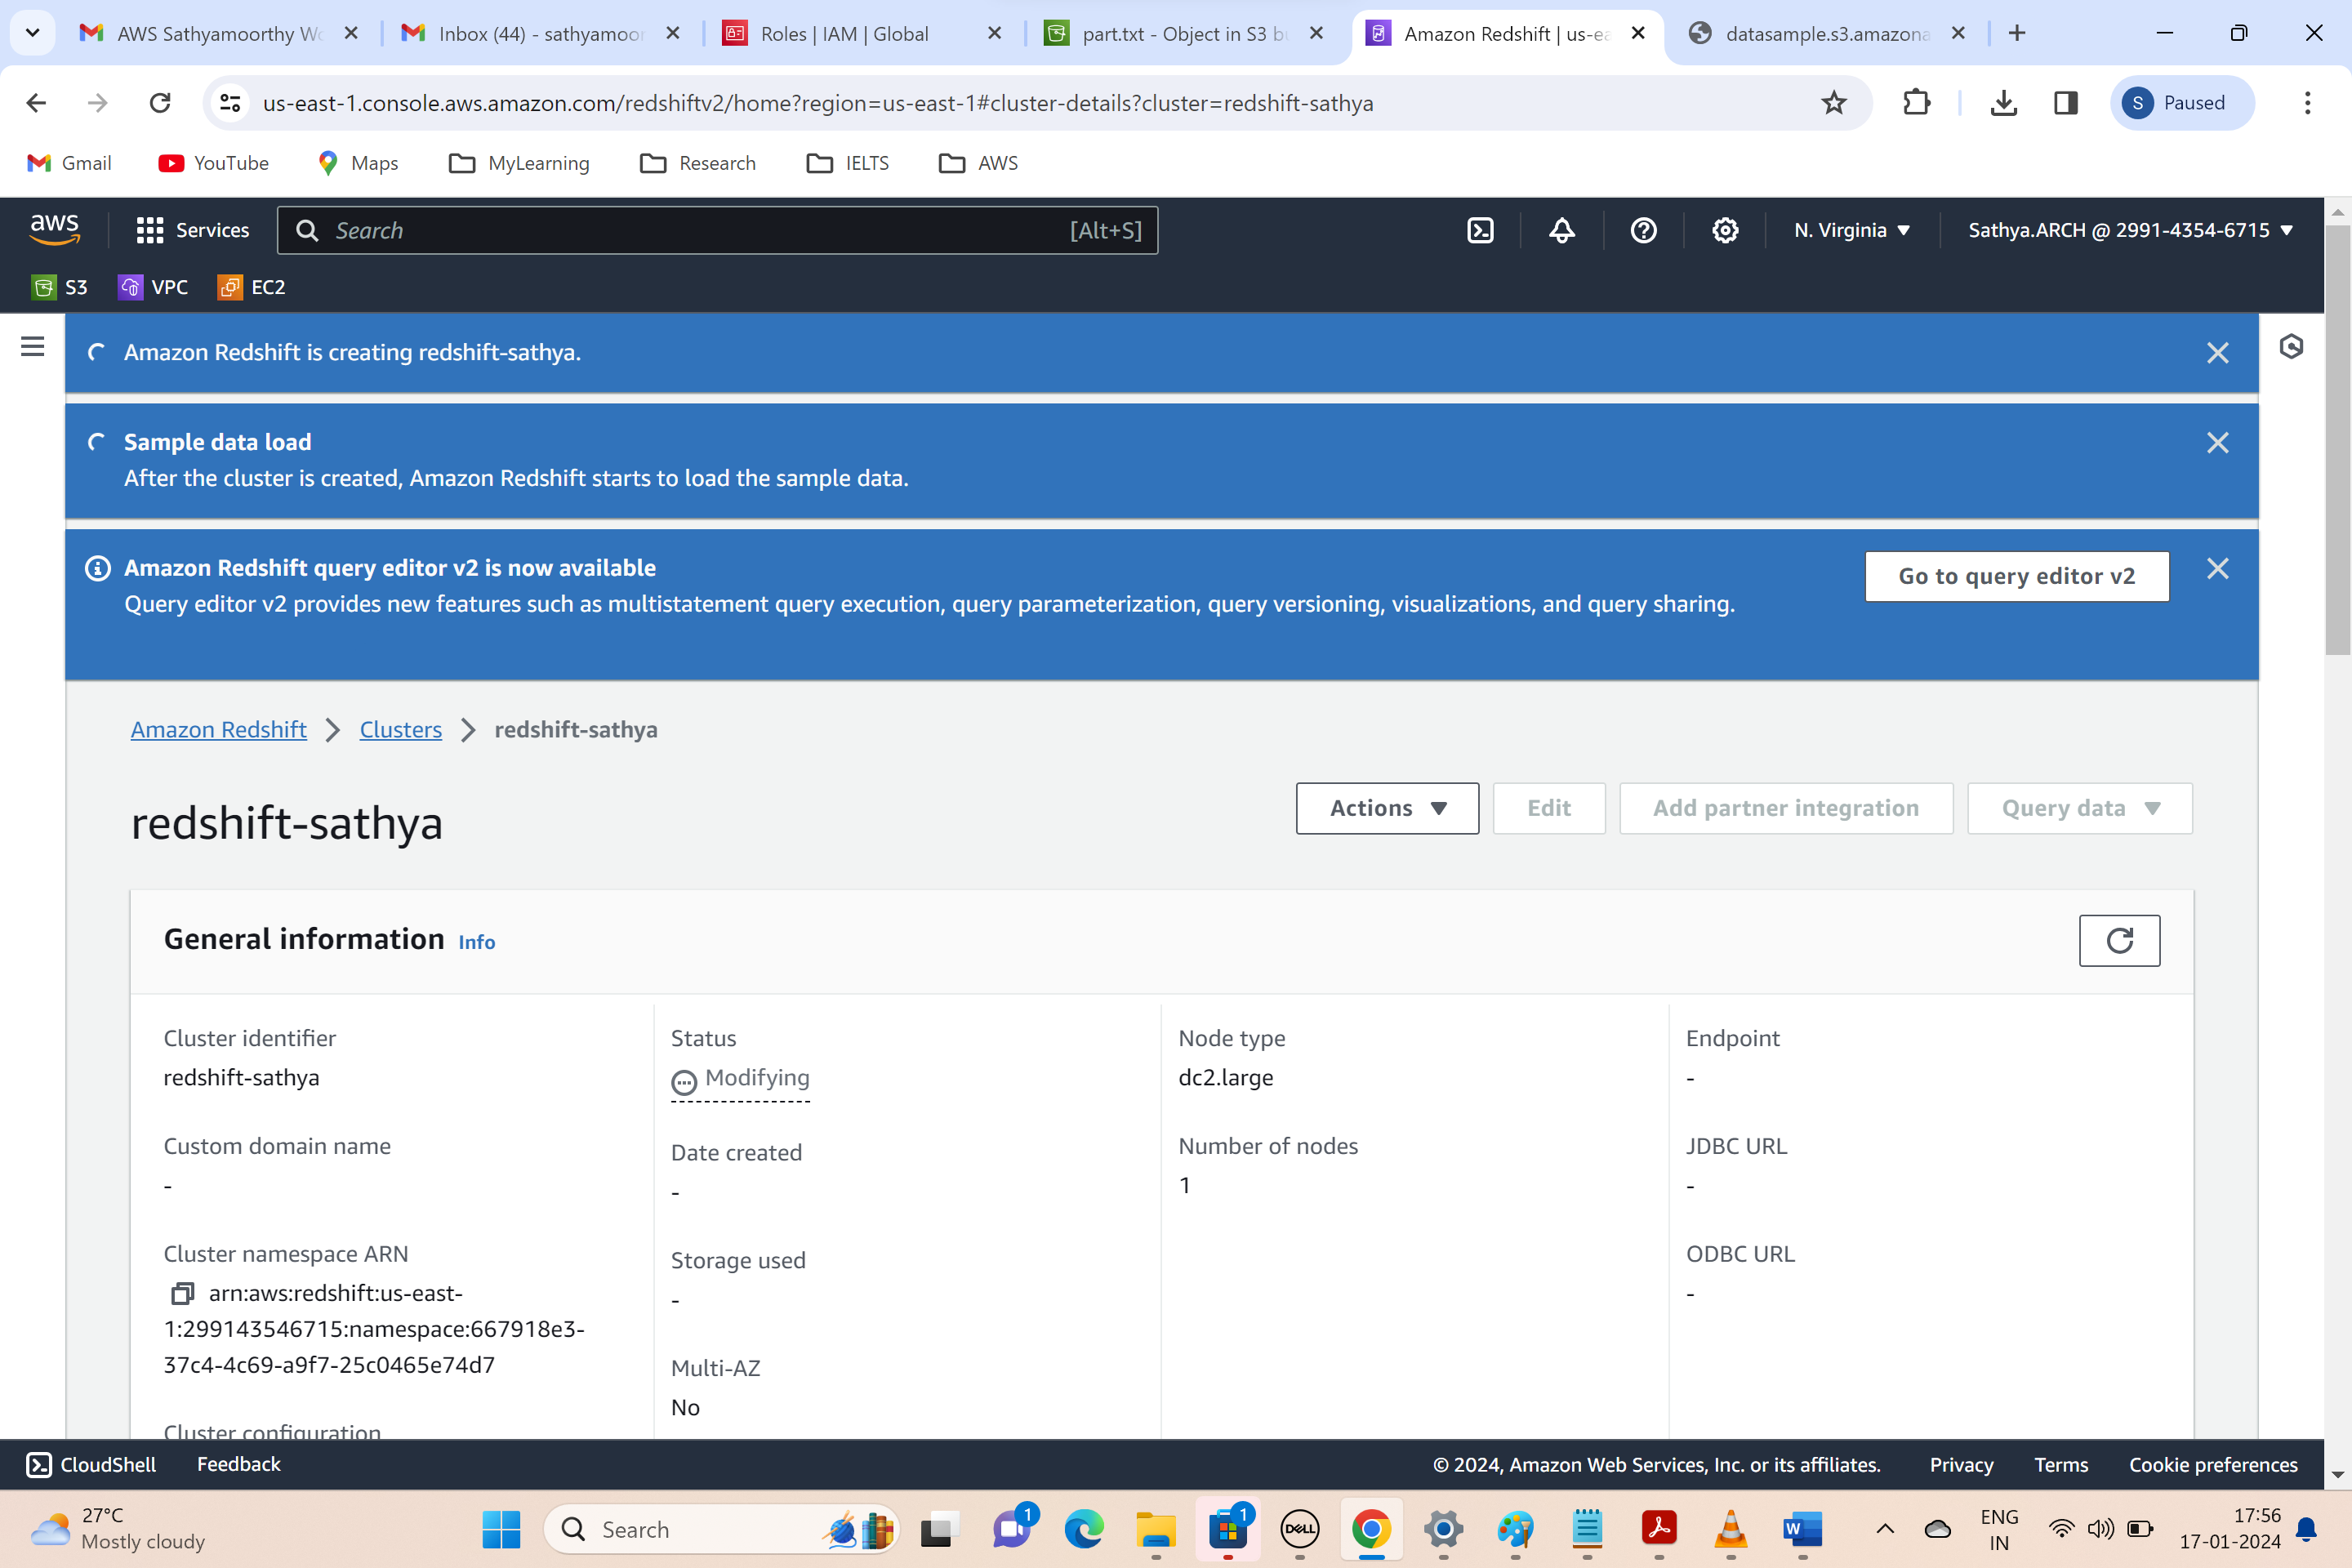 AWS Sathyamoorthy Wo
Inbox (44) - sathyamoor
Roles | IAM | Global
part.txt - Object in S3 bu
Amazon Redshift | us-ea
datasample.s3.amazona
us-east-1.console.aws.amazon.com/redshiftv2/home?region=us-east-1#cluster-details?cluster=redshift-sathya
S Paused
Gmail YouTube Maps MyLearning Research IELTS AWS
aws Services Search [Alt+S] N. Virginia Sathya.ARCH @ 2991-4354-6715
S3 VPC EC2
Amazon Redshift is creating redshift-sathya.
Sample data load
After the cluster is created, Amazon Redshift starts to load the sample data.
Amazon Redshift query editor v2 is now available
Query editor v2 provides new features such as multistatement query execution, query parameterization, query versioning, visualizations, and query sharing.
Go to query editor v2
Amazon Redshift Clusters redshift-sathya
redshift-sathya
Actions Edit Add partner integration Query data
General information Info
Cluster identifier
redshift-sathya
Custom domain name
-
Cluster namespace ARN
arn:aws:redshift:us-east-
1:299143546715:namespace:667918e3-
37c4-4c69-a9f7-25c0465e74d7
Cluster configuration
Status
Modifying
Date created
-
Storage used
-
Multi-AZ
No
Node type
dc2.large
Number of nodes
1
Endpoint
-
JDBC URL
-
ODBC URL
-
CloudShell Feedback © 2024, Amazon Web Services, Inc. or its affiliates. Privacy Terms Cookie preferences
27°C
Mostly cloudy
Search
1
1
DELL
W
ENG
IN
17:56
17-01-2024